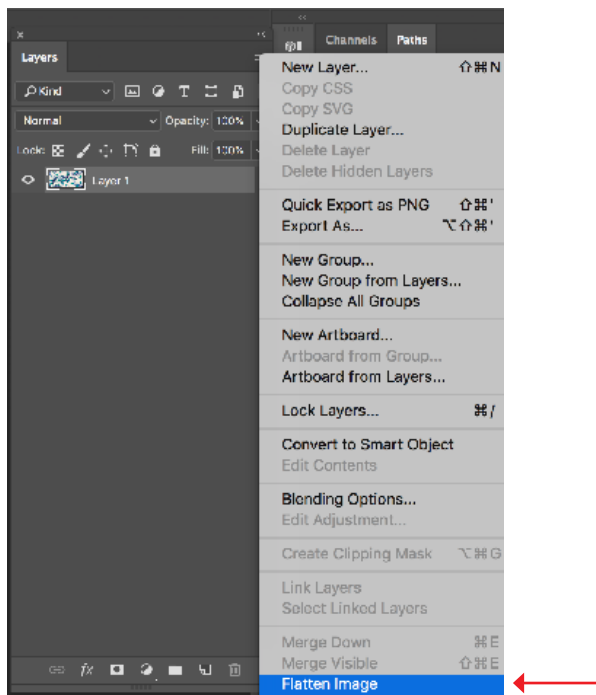 Channels Paths
Layers
Kind
Normal Opacity: 100%
Lock: Fill: 100%
Layer 1
New Layer... ⇧⌘N
Copy CSS
Copy SVG
Duplicate Layer...
Delete Layer
Delete Hidden Layers
Quick Export as PNG ⇧⌘'
Export As... ⌥⇧⌘'
New Group...
New Group from Layers...
Collapse All Groups
New Artboard...
Artboard from Group...
Artboard from Layers...
Lock Layers... ⌘/
Convert to Smart Object
Edit Contents
Blending Options...
Edit Adjustment...
Create Clipping Mask ⌥⌘G
Link Layers
Select Linked Layers
Merge Down ⌘E
Merge Visible ⇧⌘E
Flatten Image
fx